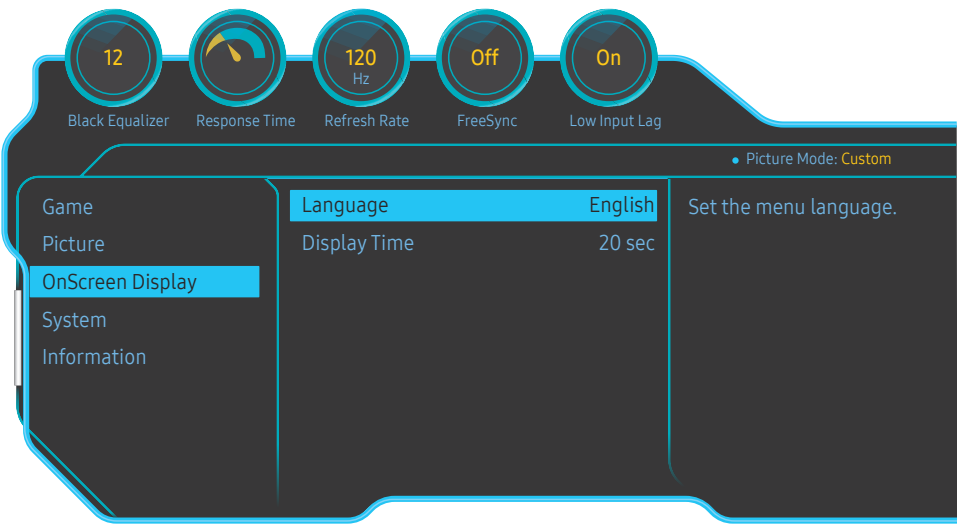 12
120
Hz
Off
On
Black Equalizer
Response Time
Refresh Rate
FreeSync
Low Input Lag
Picture Mode: Custom
Game
Picture
OnScreen Display
System
Information
Language English
Display Time 20 sec
Set the menu language.